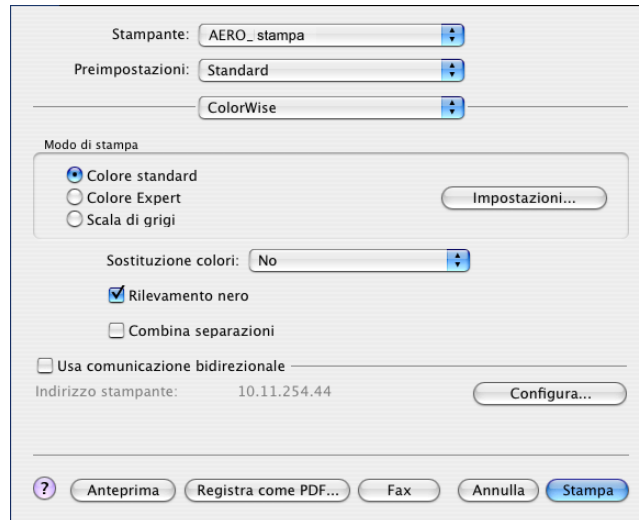 Stampante: AERO_ stampa
Preimpostazioni: Standard
ColorWise
Modo di stampa
Colore standard
Colore Expert
Impostazioni...
Scala di grigi
Sostituzione colori: No
Rilevamento nero
Combina separazioni
Usa comunicazione bidirezionale
Indirizzo stampante: 10.11.254.44 Configura...
? Anteprima Registra come PDF... Fax Annulla Stampa